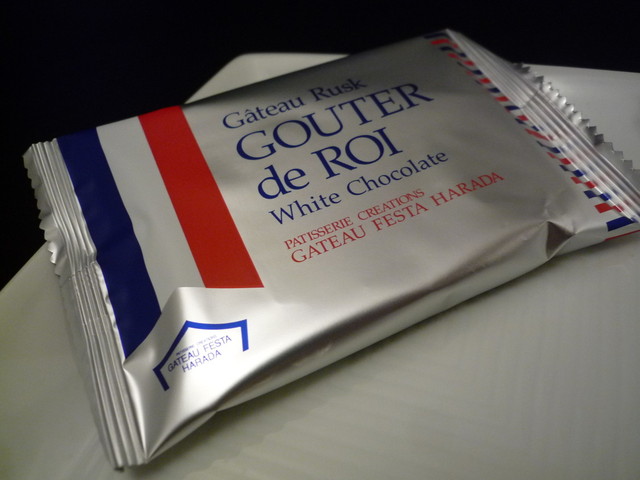 Gâteau Rusk
GOUTER
de ROI
White Chocolate
PATISSERIE CREATIONS
GATEAU FESTA HARADA
GATEAU FESTA
HARADA